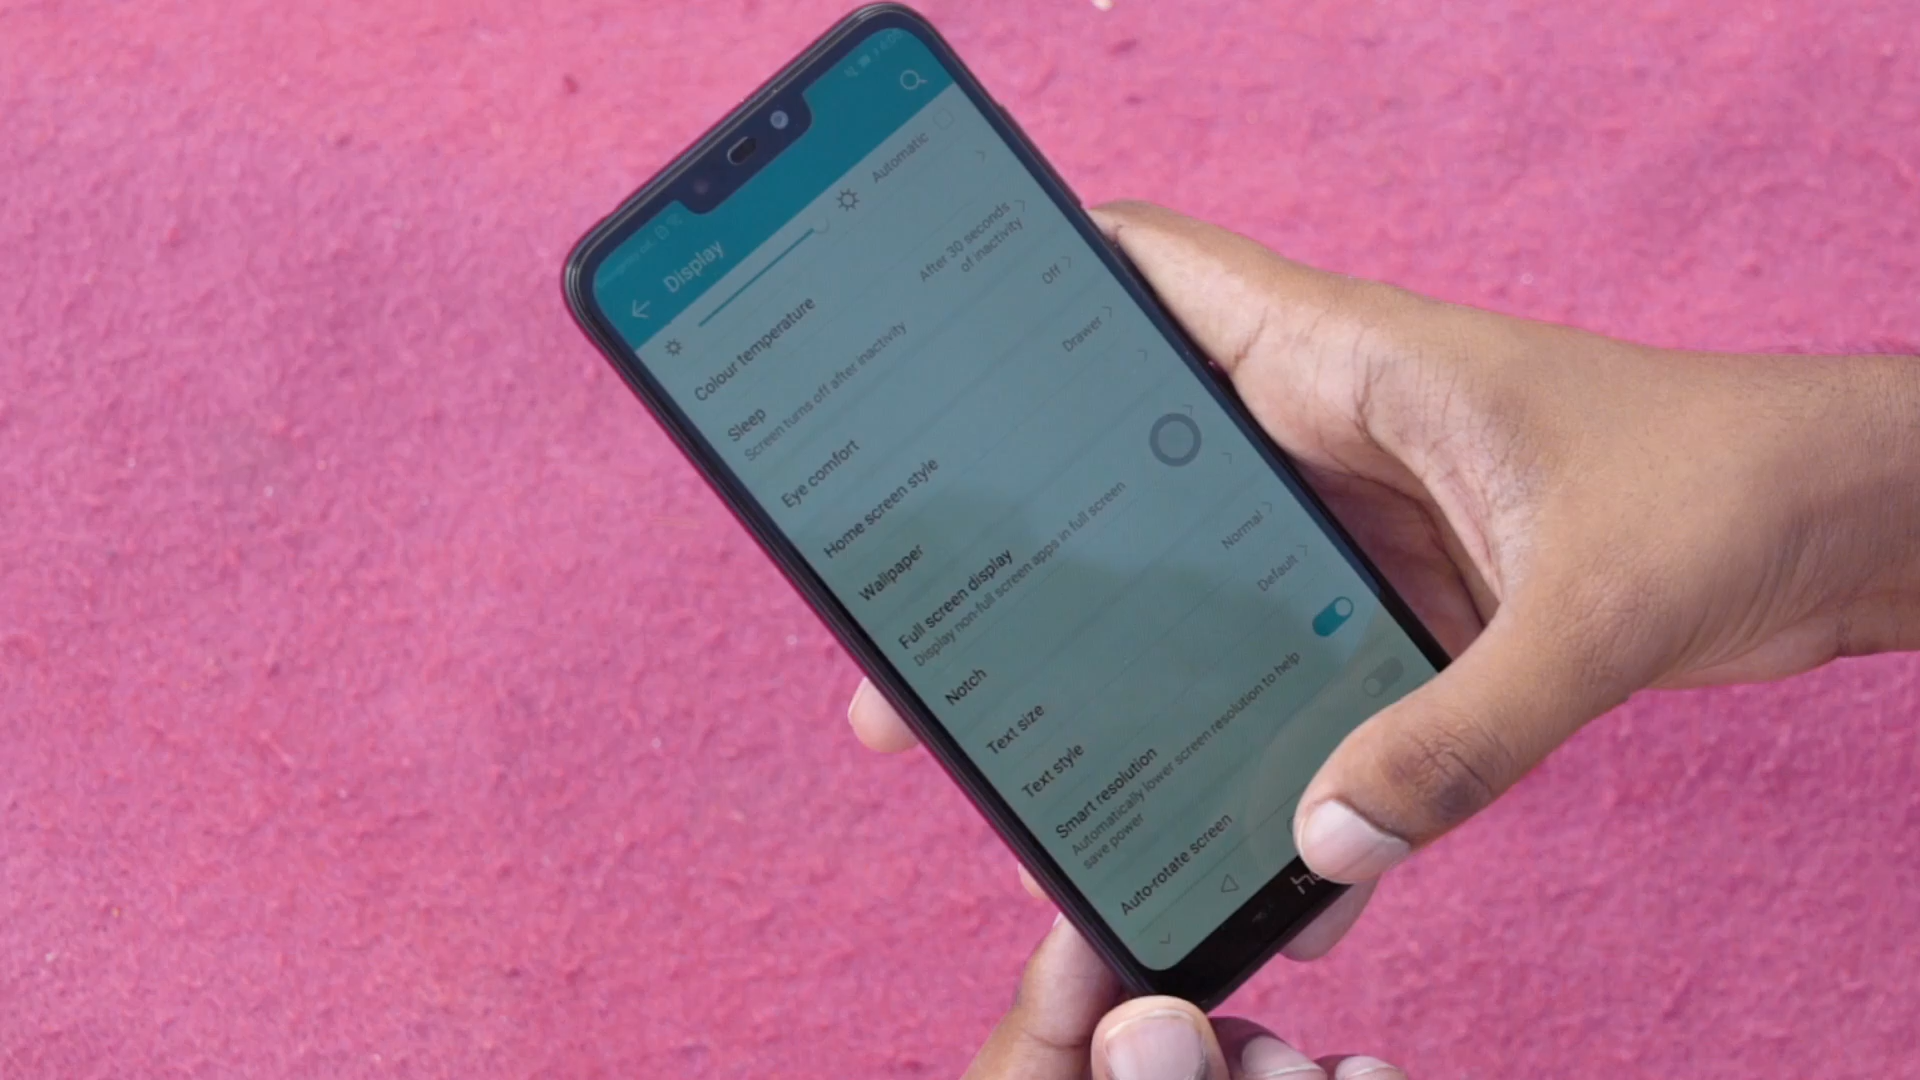 Display
Automatic
Colour temperature
Sleep
Screen turns off after inactivity
After 30 seconds
of inactivity
Eye comfort
Off
Home screen style
Drawer
Wallpaper
Full screen display
Display non-full screen apps in full screen
Notch
Text size
Normal
Text style
Default
Smart resolution
Automatically lower screen resolution to help
save power
Auto-rotate screen